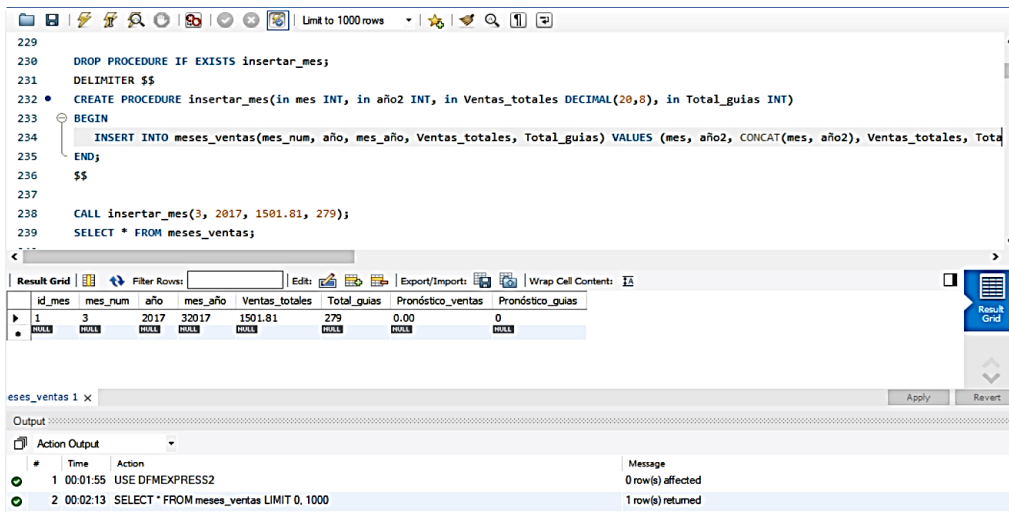 Limit to 1000 rows
229
230 DROP PROCEDURE IF EXISTS insertar_mes;
231 DELIMITER $$
232 CREATE PROCEDURE insertar_mes(in mes INT, in año2 INT, in Ventas_totales DECIMAL(20,8), in Total_guias INT)
233 BEGIN
234 INSERT INTO meses_ventas(mes_num, año, mes_año, Ventas_totales, Total_guias) VALUES (mes, año2, CONCAT(mes, año2), Ventas_totales, Tota
235 END;
236 $$
237
238 CALL insertar_mes(3, 2017, 1501.81, 279);
239 SELECT * FROM meses_ventas;
Result Grid Filter Rows: Edit: Export/Import: Wrap Cell Content:
Result Grid
id_mes mes_num año mes_año Ventas_totales Total_guias Pronóstico_ventas Pronóstico_guias
1 3 2017 32017 1501.81 279 0.00 0
NULL NULL NULL NULL NULL NULL NULL NULL
eses_ventas 1 Apply Revert
Output
Action Output
# Time Action Message
1 00:01:55 USE DFMEXPRESS2 0 row(s) affected
2 00:02:13 SELECT * FROM meses_ventas LIMIT 0, 1000 1 row(s) returned